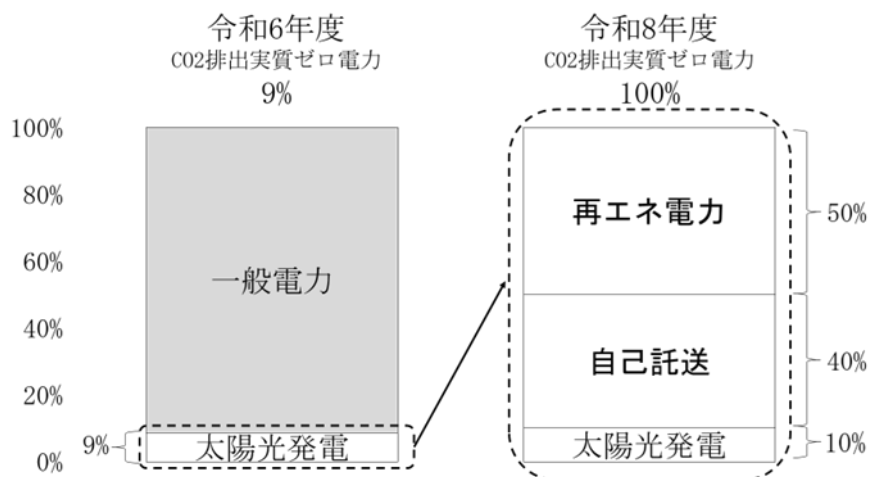 令和6年度
CO2排出実質ゼロ電力
9%
100%
80%
60%
40%
20%
0%
一般電力
9%
太陽光発電
令和8年度
CO2排出実質ゼロ電力
100%
再エネ電力
50%
自己託送
40%
太陽光発電
10%